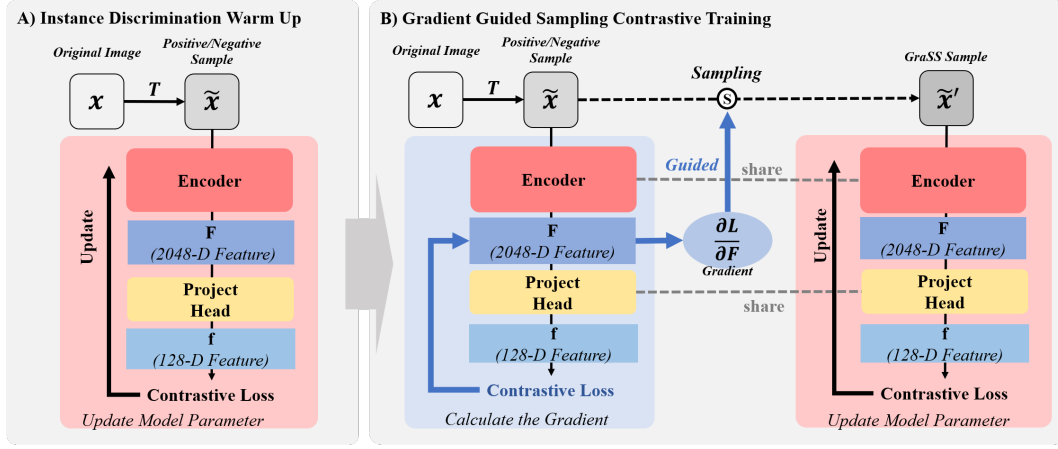 A) Instance Discrimination Warm Up
Original Image
Positive/Negative
Sample
x
T
x̃
Update
Encoder
F
(2048-D Feature)
Project
Head
f
(128-D Feature)
Contrastive Loss
Update Model Parameter
B) Gradient Guided Sampling Contrastive Training
Original Image
Positive/Negative
Sample
Sampling
GraSS Sample
x
T
x̃
S
x̃′
Encoder
Guided
share
F
(2048-D Feature)
∂L
∂F
Gradient
Project
Head
share
f
(128-D Feature)
Contrastive Loss
Calculate the Gradient
Update
Encoder
F
(2048-D Feature)
Project
Head
f
(128-D Feature)
Contrastive Loss
Update Model Parameter